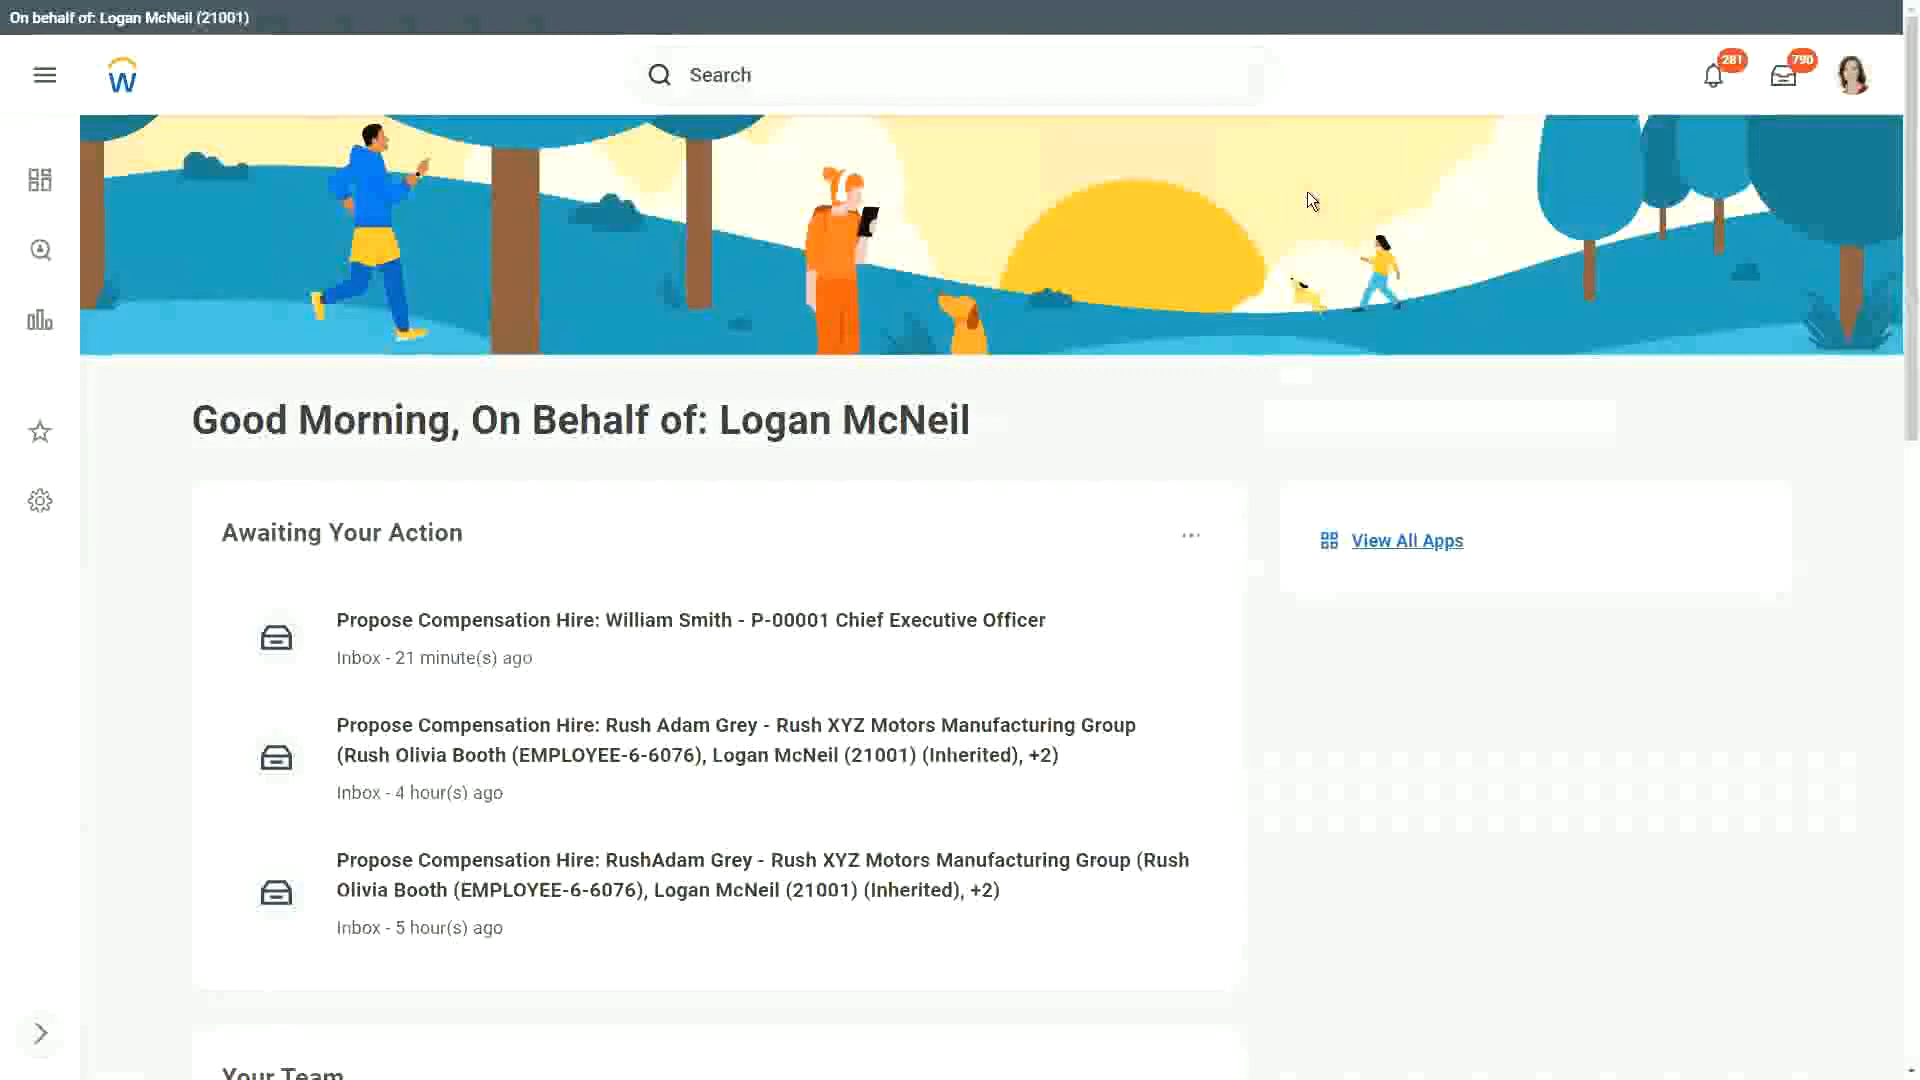 On behalf of: Logan McNeil (21001)
W
Search
281
790
Good Morning, On Behalf of: Logan McNeil
Awaiting Your Action
View All Apps
Propose Compensation Hire: William Smith - P-00001 Chief Executive Officer
Inbox - 21 minute(s) ago
Propose Compensation Hire: Rush Adam Grey - Rush XYZ Motors Manufacturing Group
(Rush Olivia Booth (EMPLOYEE-6-6076), Logan McNeil (21001) (Inherited), +2)
Inbox - 4 hour(s) ago
Propose Compensation Hire: RushAdam Grey - Rush XYZ Motors Manufacturing Group (Rush
Olivia Booth (EMPLOYEE-6-6076), Logan McNeil (21001) (Inherited), +2)
Inbox - 5 hour(s) ago
Your Team